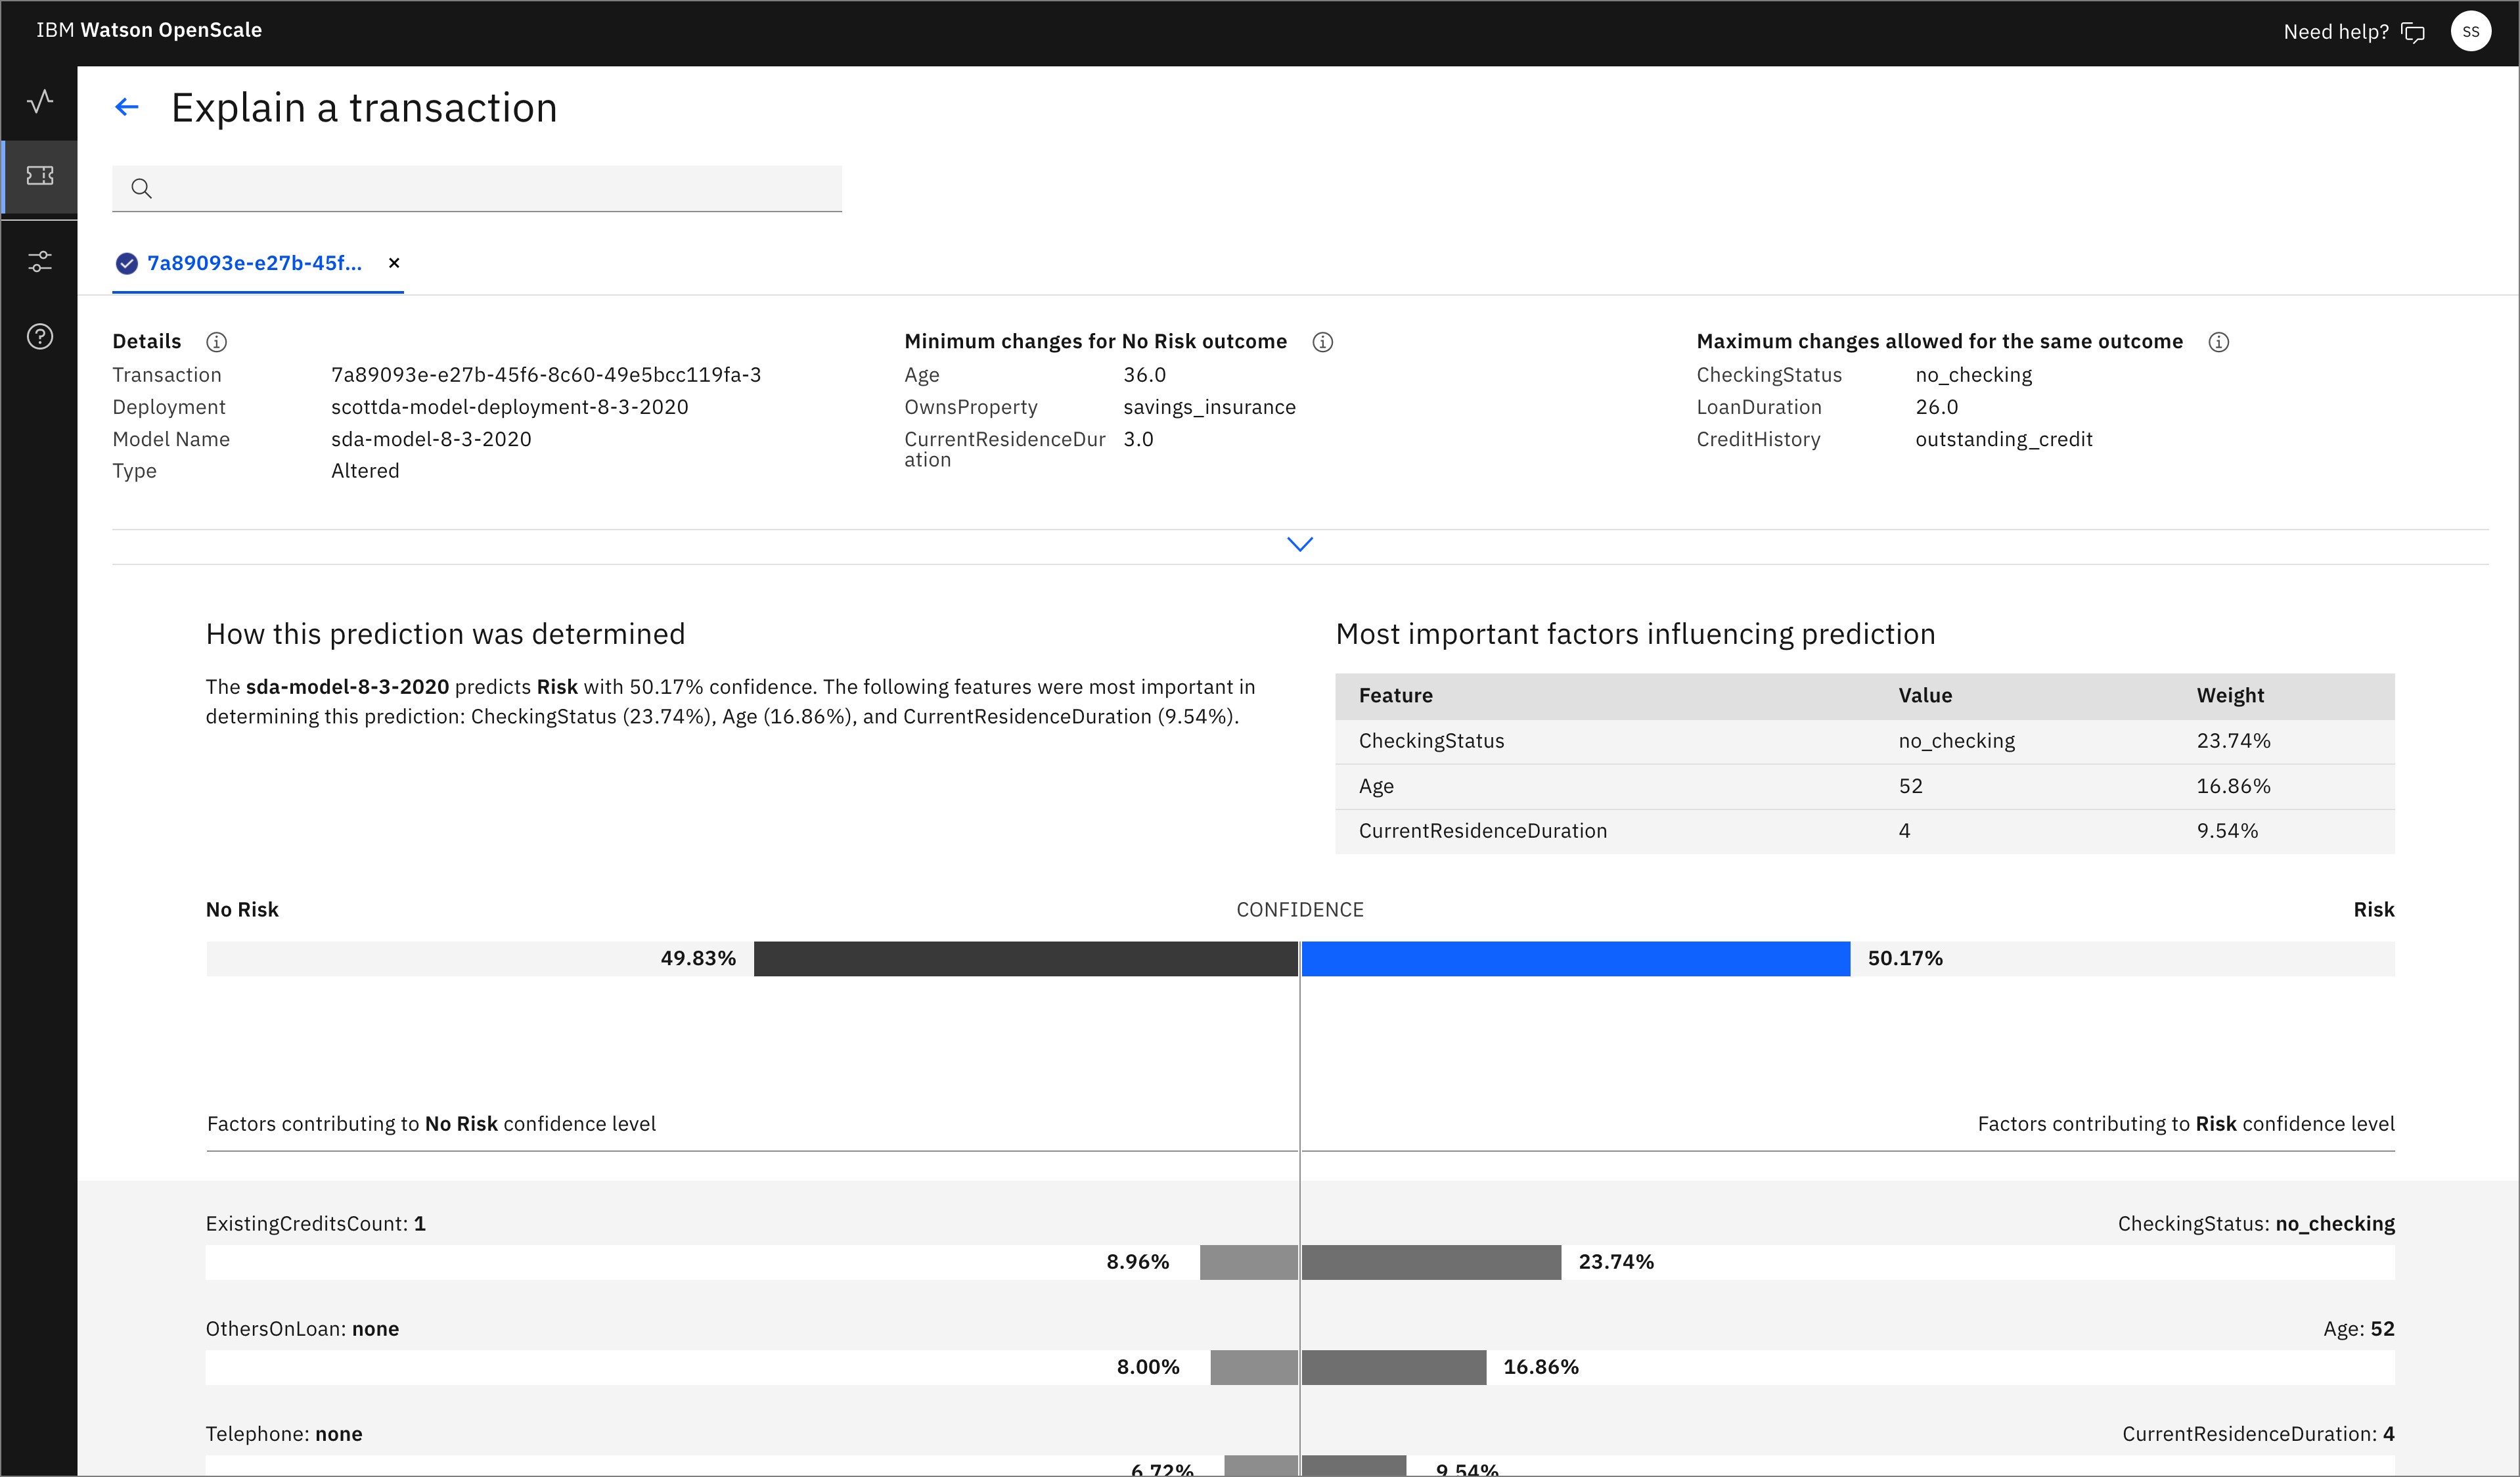 IBM Watson OpenScale
Need help?
SS
Explain a transaction
7a89093e-e27b-45f...
Details
Transaction 7a89093e-e27b-45f6-8c60-49e5bcc119fa-3
Deployment scottda-model-deployment-8-3-2020
Model Name sda-model-8-3-2020
Type Altered
Minimum changes for No Risk outcome
Age 36.0
OwnsProperty savings_insurance
CurrentResidenceDur 3.0
ation
Maximum changes allowed for the same outcome
CheckingStatus no_checking
LoanDuration 26.0
CreditHistory outstanding_credit
How this prediction was determined
The sda-model-8-3-2020 predicts Risk with 50.17% confidence. The following features were most important in
determining this prediction: CheckingStatus (23.74%), Age (16.86%), and CurrentResidenceDuration (9.54%).
Most important factors influencing prediction
Feature Value Weight
CheckingStatus no_checking 23.74%
Age 52 16.86%
CurrentResidenceDuration 4 9.54%
No Risk CONFIDENCE Risk
49.83% 50.17%
Factors contributing to No Risk confidence level
Factors contributing to Risk confidence level
ExistingCreditsCount: 1 CheckingStatus: no_checking
8.96% 23.74%
OthersOnLoan: none Age: 52
8.00% 16.86%
Telephone: none CurrentResidenceDuration: 4
6.72% 9.54%